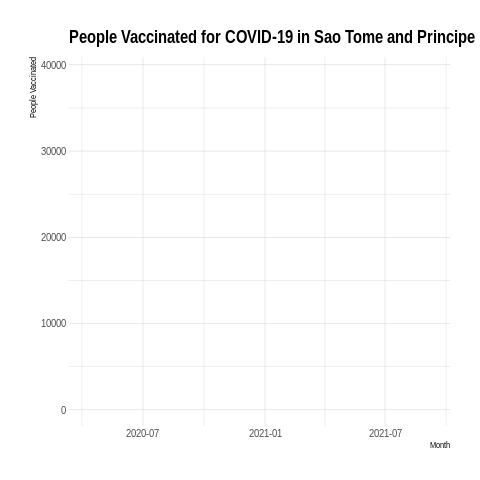 People Vaccinated for COVID-19 in Sao Tome and Principe
People Vaccinated
40000
30000
20000
10000
0
2020-07 2021-01 2021-07
Month